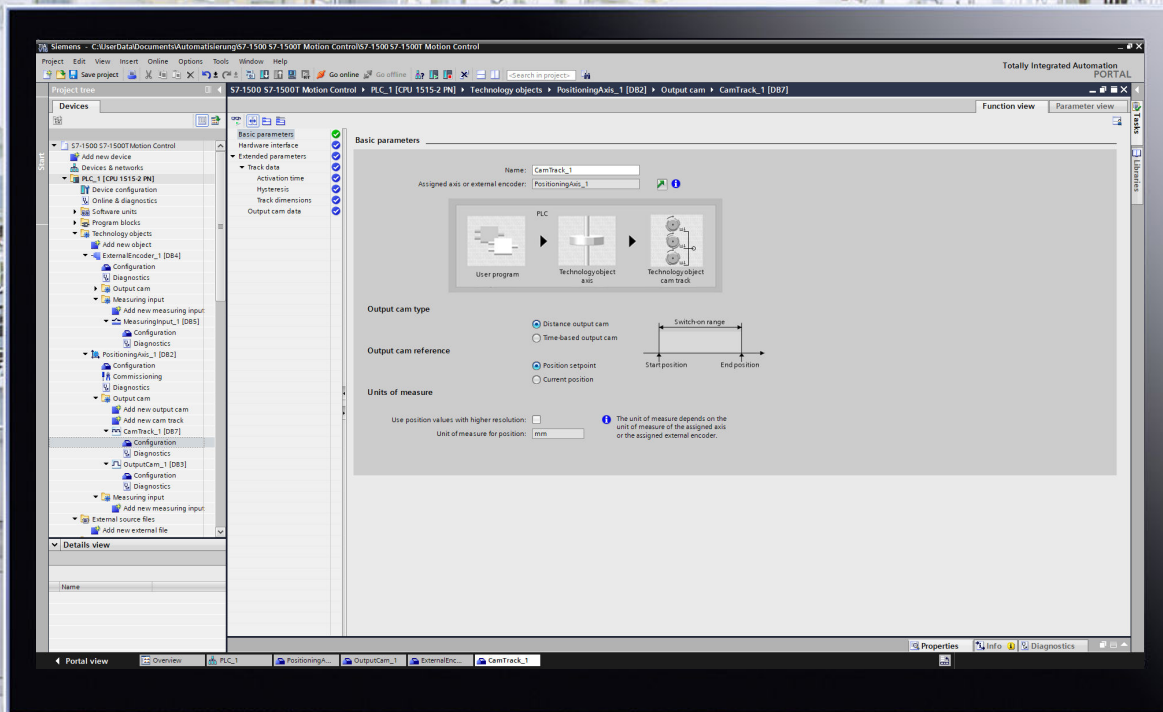 Siemens - C:\UserData\Documents\Automatisierung\S7-1500 S7-1500T Motion Control\S7-1500 S7-1500T Motion Control
Project Edit View Insert Online Options Tools Window Help
Totally Integrated Automation
PORTAL
Save project
Go online
Go offline
<Search in project>
Project tree
S7-1500 S7-1500T Motion Control
PLC_1 [CPU 1515-2 PN]
Technology objects
PositioningAxis_1 [DB2]
Output cam
CamTrack_1 [DB7]
Devices
Function view
Parameter view
Start
Tasks
Libraries
S7-1500 S7-1500T Motion Control
Add new device
Devices & networks
PLC_1 [CPU 1515-2 PN]
Device configuration
Online & diagnostics
Software units
Program blocks
Technology objects
Add new object
ExternalEncoder_1 [DB4]
Configuration
Diagnostics
Output cam
Measuring input
Add new measuring input
MeasuringInput_1 [DB5]
Configuration
Diagnostics
PositioningAxis_1 [DB2]
Configuration
Commissioning
Diagnostics
Output cam
Add new output cam
Add new cam track
CamTrack_1 [DB7]
Configuration
Diagnostics
OutputCam_1 [DB3]
Configuration
Diagnostics
Measuring input
Add new measuring input
External source files
Add new external file
Details view
Name
Basic parameters
Hardware interface
Extended parameters
Track data
Activation time
Hysteresis
Track dimensions
Output cam data
Basic parameters
Name: CamTrack_1
Assigned axis or external encoder: PositioningAxis_1
PLC
User program
Technology object
axis
Technology object
cam track
Output cam type
Distance output cam
Time-based output cam
Switch-on range
Start position
End position
Output cam reference
Position setpoint
Current position
Units of measure
Use position values with higher resolution:
Unit of measure for position: mm
The unit of measure depends on the
unit of measure of the assigned axis
or the assigned external encoder.
Properties
Info
Diagnostics
Portal view
Overview
PLC_1
PositioningA...
OutputCam_1
ExternalEnc...
CamTrack_1